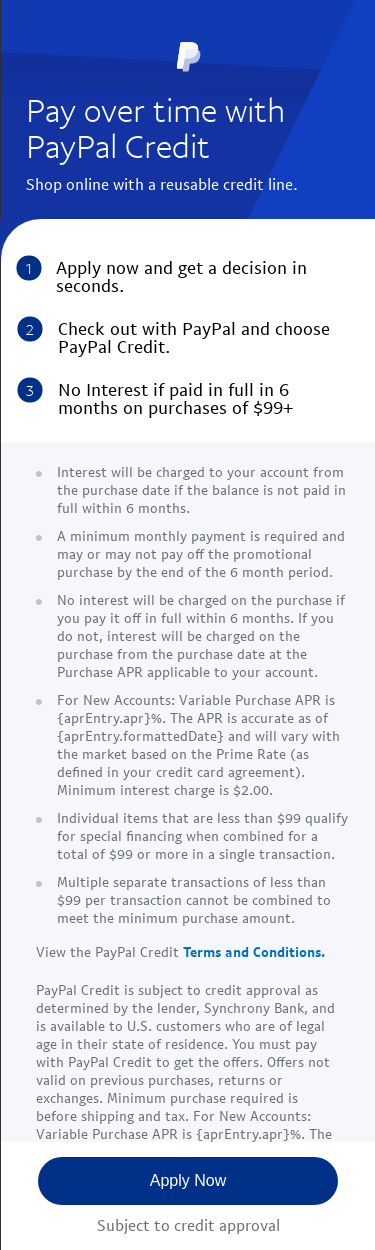 Pay over time with
PayPal Credit
Shop online with a reusable credit line.
1 Apply now and get a decision in
seconds.
2 Check out with PayPal and choose
PayPal Credit.
3 No Interest if paid in full in 6
months on purchases of $99+
Interest will be charged to your account from
the purchase date if the balance is not paid in
full within 6 months.
A minimum monthly payment is required and
may or may not pay off the promotional
purchase by the end of the 6 month period.
No interest will be charged on the purchase if
you pay it off in full within 6 months. If you
do not, interest will be charged on the
purchase from the purchase date at the
Purchase APR applicable to your account.
For New Accounts: Variable Purchase APR is
{aprEntry.apr}%. The APR is accurate as of
{aprEntry.formattedDate} and will vary with
the market based on the Prime Rate (as
defined in your credit card agreement).
Minimum interest charge is $2.00.
Individual items that are less than $99 qualify
for special financing when combined for a
total of $99 or more in a single transaction.
Multiple separate transactions of less than
$99 per transaction cannot be combined to
meet the minimum purchase amount.
View the PayPal Credit Terms and Conditions.
PayPal Credit is subject to credit approval as
determined by the lender, Synchrony Bank, and
is available to U.S. customers who are of legal
age in their state of residence. You must pay
with PayPal Credit to get the offers. Offers not
valid on previous purchases, returns or
exchanges. Minimum purchase required is
before shipping and tax. For New Accounts:
Variable Purchase APR is {aprEntry.apr}%. The
Apply Now
Subject to credit approval